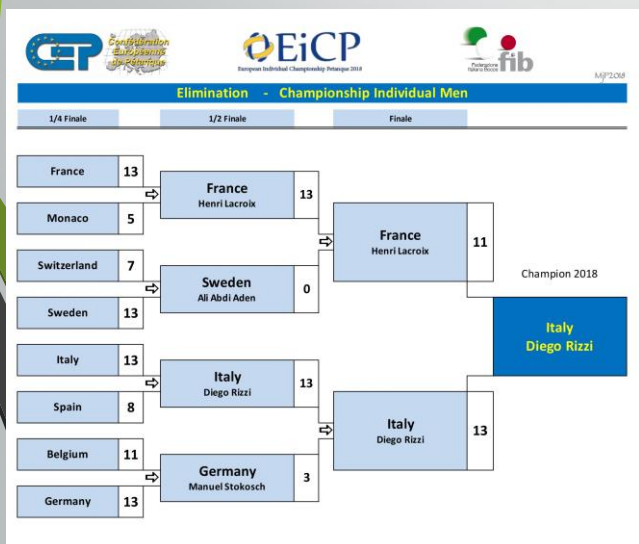 CEP
Confédération
Européenne
de Pétanque
EiCP
European Individual Championship Petanque 2018
Federazione
Italiana Bocce
fib
MJP2018
Elimination - Championship Individual Men
1/4 Finale 1/2 Finale Finale
France 13
Monaco 5
Switzerland 7
Sweden 13
Italy 13
Spain 8
Belgium 11
Germany 13
France
Henri Lacroix
13
Sweden
Ali Abdi Aden
0
Italy
Diego Rizzi
13
Germany
Manuel Stokosch
3
France
Henri Lacroix
11
Italy
Diego Rizzi
13
Champion 2018
Italy
Diego Rizzi